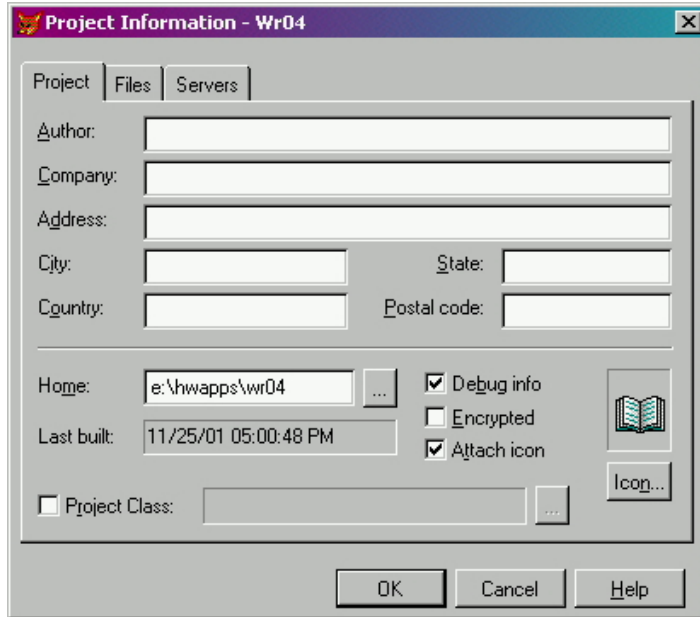 Project Information - Wr04
Project Files Servers
Author:
Company:
Address:
City: State:
Country: Postal code:
Home: e:\hwapps\wr04 ... Debug info
Encrypted
Last built: 11/25/01 05:00:48 PM Attach icon
Icon...
Project Class: ...
OK Cancel Help